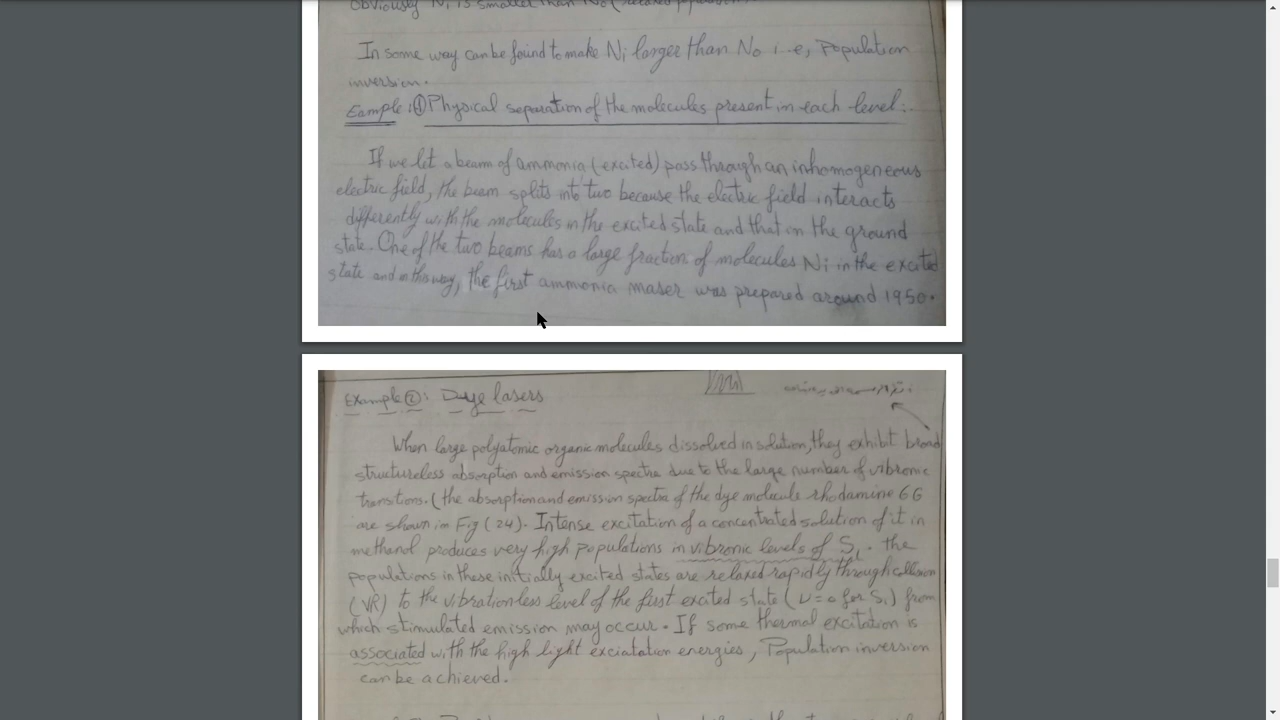 Obviously Ni is smaller than No (relaxed population
In some way can be found to make Ni larger than No i.e, Population
inversion.
Eample: ① Physical separation of the molecules present in each level:.
If we let a beam of ammonia (excited) pass through an inhomogeneous
electric field, the beam splits into two because the electric field interacts
differently with the molecules in the excited state and that in the ground
state. One of the two beams has a large fraction of molecules Ni in the excited
state and in this way, the first ammonia maser was prepared around 1950.
Example ②: Dye lasers
When large polyatomic organic molecules dissolved in solution, they exhibit broad
structureless absorption and emission spectra due to the large number of vibronic
transitions. (the absorption and emission spectra of the dye molecule rhodamine 6G
are shown in Fig (24). Intense excitation of a concentrated solution of it in
methanol produces very high populations in vibronic levels of S1. the
populations in these initially excited states are relaxed rapidly through collision
(VR) to the vibrationless level of the first excited state (ν=0 for S1) from
which stimulated emission may occur. If some thermal excitation is
associated with the high light exciatation energies, Population inversion
can be achieved.